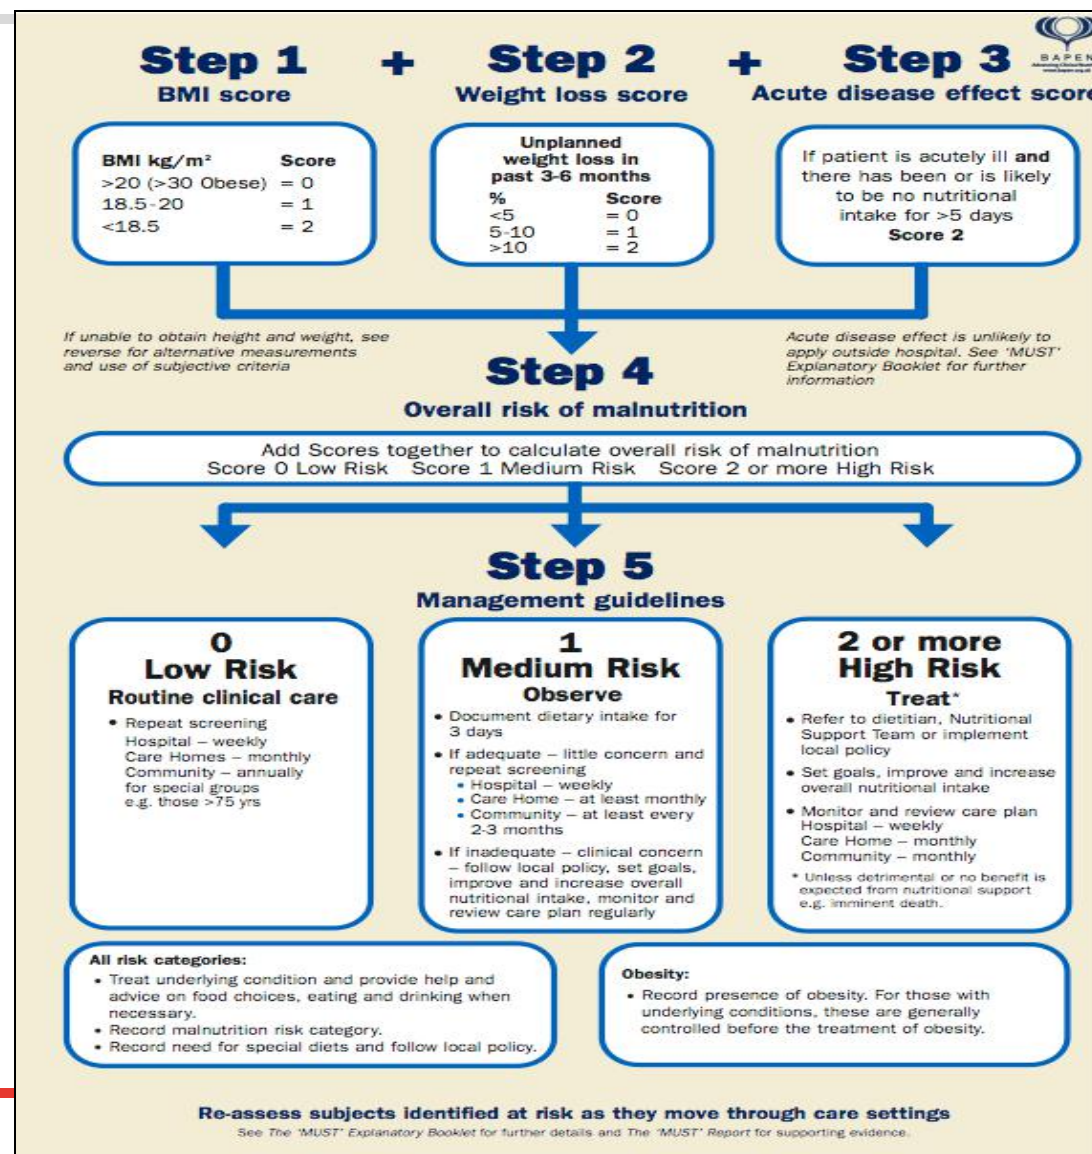 Step 1 + Step 2 + Step 3
BMI score
Weight loss score
Acute disease effect score
BAPEN
BMI kg/m² Score
>20 (>30 Obese) = 0
18.5-20 = 1
<18.5 = 2
Unplanned
weight loss in
past 3-6 months
% Score
<5 = 0
5-10 = 1
>10 = 2
If patient is acutely ill and
there has been or is likely
to be no nutritional
intake for >5 days
Score 2
If unable to obtain height and weight, see
reverse for alternative measurements
and use of subjective criteria
Acute disease effect is unlikely to
apply outside hospital. See ‘MUST’
Explanatory Booklet for further
information
Step 4
Overall risk of malnutrition
Add Scores together to calculate overall risk of malnutrition
Score 0 Low Risk Score 1 Medium Risk Score 2 or more High Risk
Step 5
Management guidelines
0
Low Risk
Routine clinical care
• Repeat screening
Hospital – weekly
Care Homes – monthly
Community – annually
for special groups
e.g. those >75 yrs
1
Medium Risk
Observe
• Document dietary intake for
3 days
• If adequate – little concern and
repeat screening
• Hospital – weekly
• Care Home – at least monthly
• Community – at least every
2-3 months
• If inadequate – clinical concern
– follow local policy, set goals,
improve and increase overall
nutritional intake, monitor and
review care plan regularly
2 or more
High Risk
Treat*
• Refer to dietitian, Nutritional
Support Team or implement
local policy
• Set goals, improve and increase
overall nutritional intake
• Monitor and review care plan
Hospital – weekly
Care Home – monthly
Community – monthly
* Unless detrimental or no benefit is
expected from nutritional support
e.g. imminent death.
All risk categories:
• Treat underlying condition and provide help and
advice on food choices, eating and drinking when
necessary.
• Record malnutrition risk category.
• Record need for special diets and follow local policy.
Obesity:
• Record presence of obesity. For those with
underlying conditions, these are generally
controlled before the treatment of obesity.
Re-assess subjects identified at risk as they move through care settings
See The ‘MUST’ Explanatory Booklet for further details and The ‘MUST’ Report for supporting evidence.